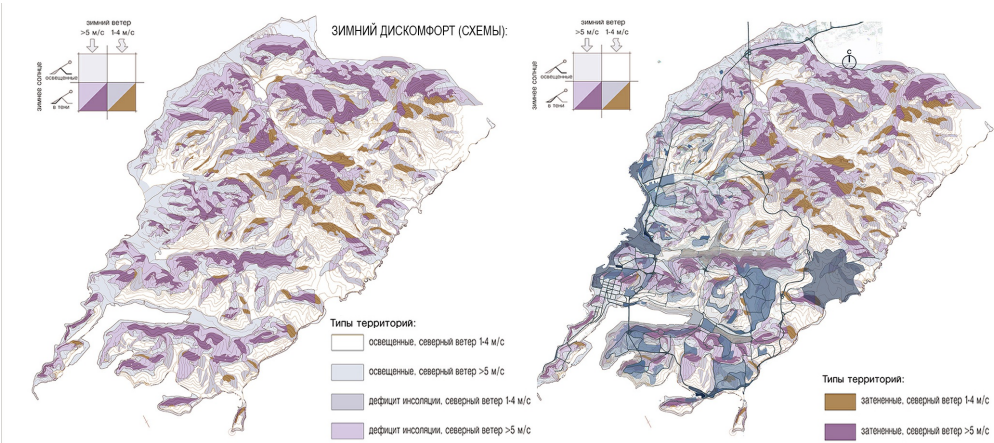 ЗИМНИЙ ДИСКОМФОРТ (СХЕМЫ):
зимний ветер
>5 м/с 1-4 м/с
зимнее солнце
освещенные
в тени
зимний ветер
>5 м/с 1-4 м/с
зимнее солнце
освещенные
в тени
С
Типы территорий:
освещенные, северный ветер 1-4 м/с
освещенные, северный ветер >5 м/с
дефицит инсоляции, северный ветер 1-4 м/с
дефицит инсоляции, северный ветер >5 м/с
Типы территорий:
затененные, северный ветер 1-4 м/с
затененные, северный ветер >5 м/с